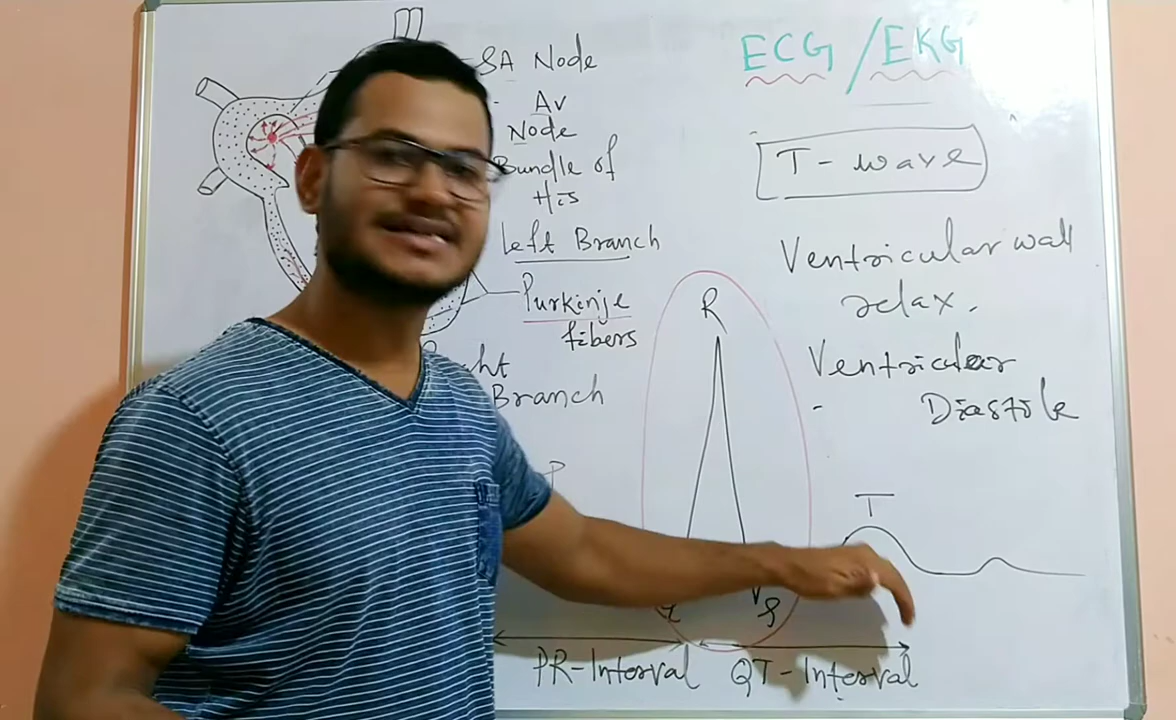 SA Node
Av
Node
Bundle of
His
Left Branch
Purkinje
fibers
Branch
P
ECG/EKG
T-wave
Ventricular wall
relax.
Ventricular
Diastole
R
T
S
PR-Interval
QT-Interval